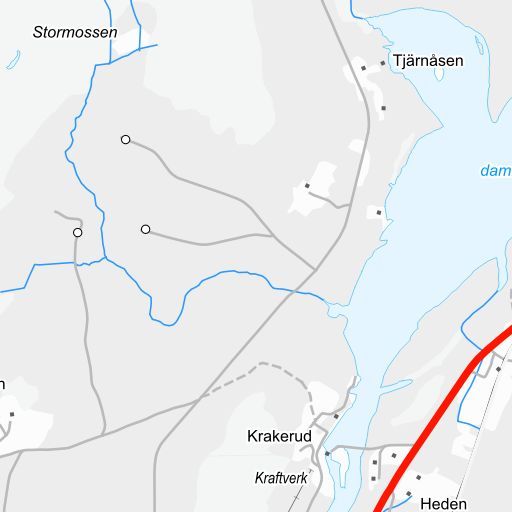 Stormossen
Tjärnåsen
dam
n
Krakerud
Kraftverk
Heden